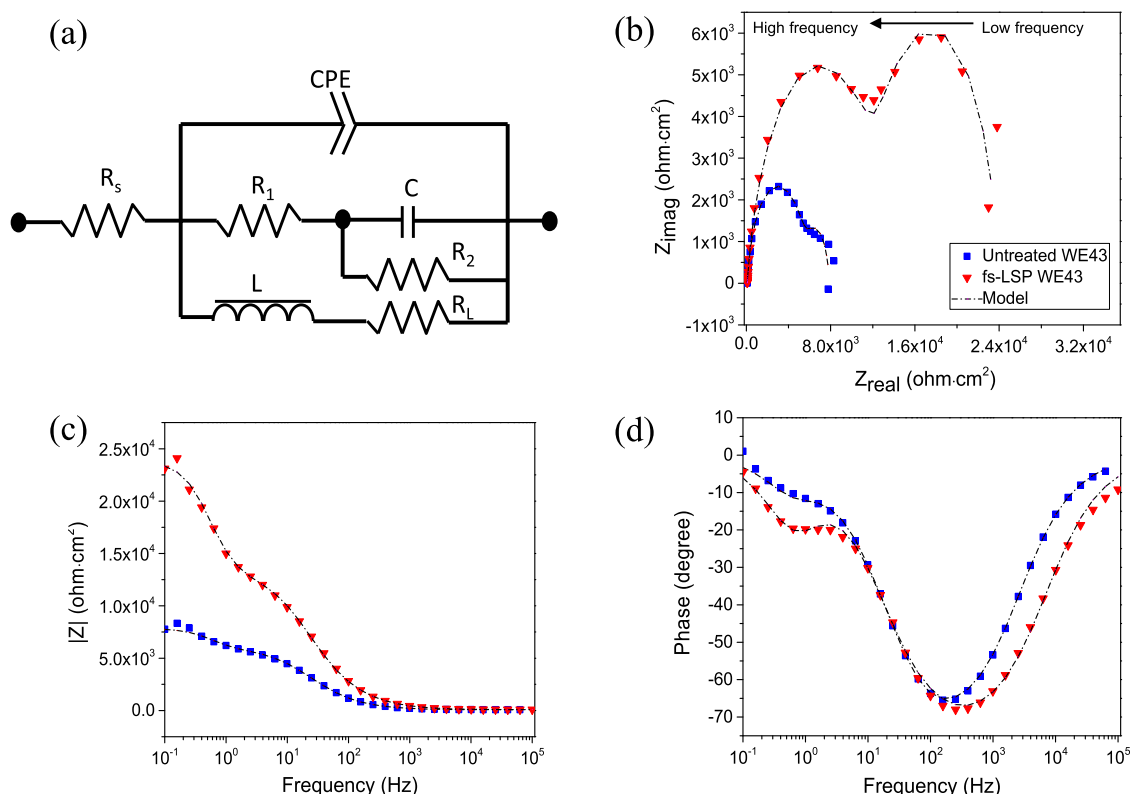 (a)
CPE
Rs
R1
C
R2
L
RL
(b)
High frequency
Low frequency
6x10³
5x10³
4x10³
3x10³
2x10³
1x10³
0
-1x10³
Zimag (ohm·cm²)
Untreated WE43
fs-LSP WE43
Model
0.0
8.0x10³
1.6x10⁴
2.4x10⁴
3.2x10⁴
Zreal (ohm·cm²)
(c)
2.5x10⁴
2.0x10⁴
1.5x10⁴
1.0x10⁴
5.0x10³
0.0
|Z| (ohm·cm²)
10⁻¹
10⁰
10¹
10²
10³
10⁴
10⁵
Frequency (Hz)
(d)
10
0
-10
-20
-30
-40
-50
-60
-70
Phase (degree)
10⁻¹
10⁰
10¹
10²
10³
10⁴
10⁵
Frequency (Hz)